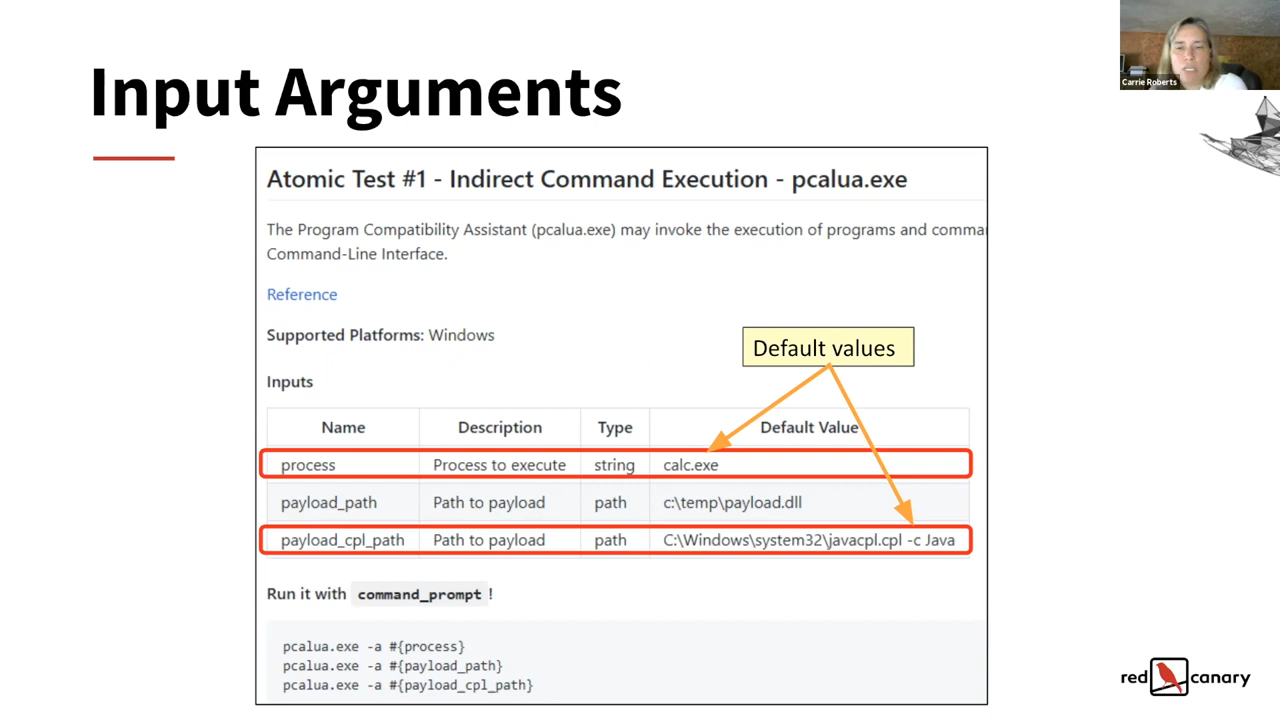 Carrie Roberts
Input Arguments
Atomic Test #1 - Indirect Command Execution - pcalua.exe
The Program Compatibility Assistant (pcalua.exe) may invoke the execution of programs and comma
Command-Line Interface.
Reference
Supported Platforms: Windows
Default values
Inputs
Name Description Type Default Value
process Process to execute string calc.exe
payload_path Path to payload path c:\temp\payload.dll
payload_cpl_path Path to payload path C:\Windows\system32\javacpl.cpl -c Java
Run it with command_prompt !
pcalua.exe -a #{process}
pcalua.exe -a #{payload_path}
pcalua.exe -a #{payload_cpl_path}
red canary